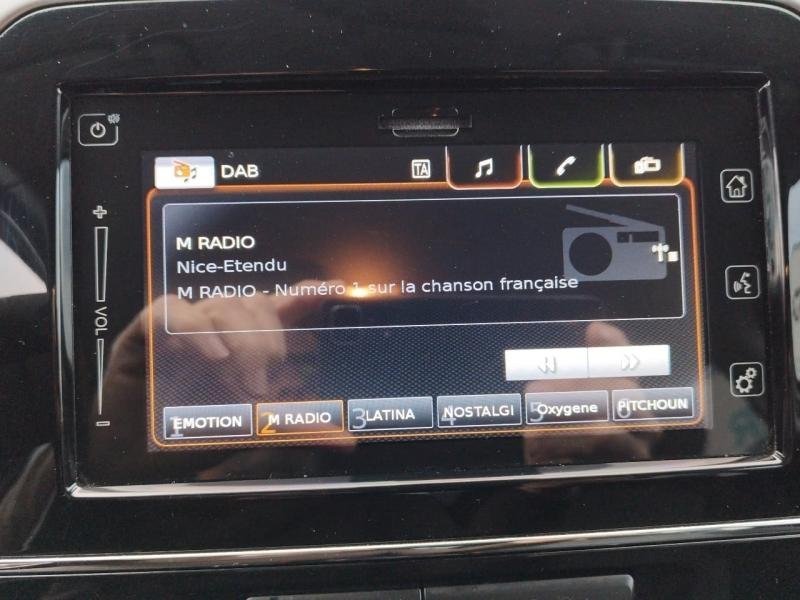 DAB TA
M RADIO
Nice-Etendu
M RADIO - Numéro 1 sur la chanson française
+
VOL
-
1 EMOTION 2 M RADIO 3 LATINA 4 NOSTALGI 5 Oxygene 6 PITCHOUN